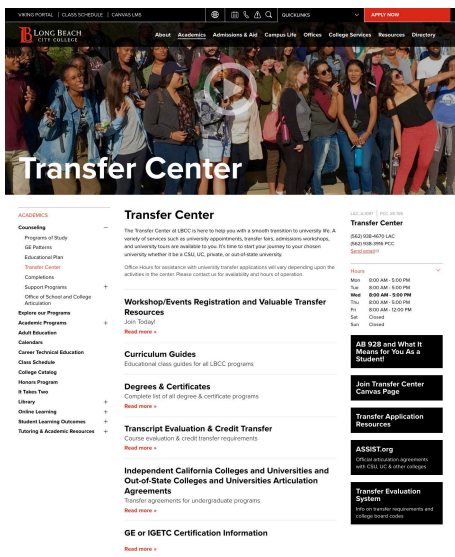 VIKING PORTAL | CLASS SCHEDULE | CANVAS LMS
QUICKLINKS
APPLY NOW
LONG BEACH
CITY COLLEGE
About Academics Admissions & Aid Campus Life Offices College Services Resources Directory
Transfer Center
ACADEMICS
Counseling –
Programs of Study
GE Patterns
Educational Plan
Transfer Center
Completions
Support Programs +
Office of School and College
Articulation
Explore our Programs
Academic Programs +
Adult Education
Calendars
Career Technical Education
Class Schedule
College Catalog
Honors Program
It Takes Two
Library +
Online Learning +
Student Learning Outcomes +
Tutoring & Academic Resources +
Transfer Center
The Transfer Center at LBCC is here to help you with a smooth transition to university life. A
variety of services such as university appointments, transfer fairs, admissions workshops,
and university tours are available to you. It's time to start your journey to your chosen
university whether it be a CSU, UC, private, or out-of-state university.
Office Hours for assistance with university transfer applications will vary depending upon the
activities in the center. Please contact us for availability and hours of operation.
Workshop/Events Registration and Valuable Transfer
Resources
Join Today!
Read more »
Curriculum Guides
Educational class guides for all LBCC programs
Degrees & Certificates
Complete list of all degree & certificate programs
Read more »
Transcript Evaluation & Credit Transfer
Course evaluation & credit transfer requirements
Read more »
Independent California Colleges and Universities and
Out-of-State Colleges and Universities Articulation
Agreements
Transfer agreements for undergraduate programs
Read more »
GE or IGETC Certification Information
Read more »
Transfer Center
(562) 938-4670 LAC
(562) 938-3916 PCC
Send email
Hours
Mon 8:00 AM - 5:00 PM
Tue 8:00 AM - 5:00 PM
Wed 8:00 AM - 5:00 PM
Thu 8:00 AM - 5:00 PM
Fri 8:00 AM - 12:00 PM
Sat Closed
Sun Closed
AB 928 and What It
Means for You As a
Student!
Join Transfer Center
Canvas Page
Transfer Application
Resources
ASSIST.org
Official articulation agreements
with CSU, UC & other colleges
Transfer Evaluation
System
Info on transfer requirements and
college board codes